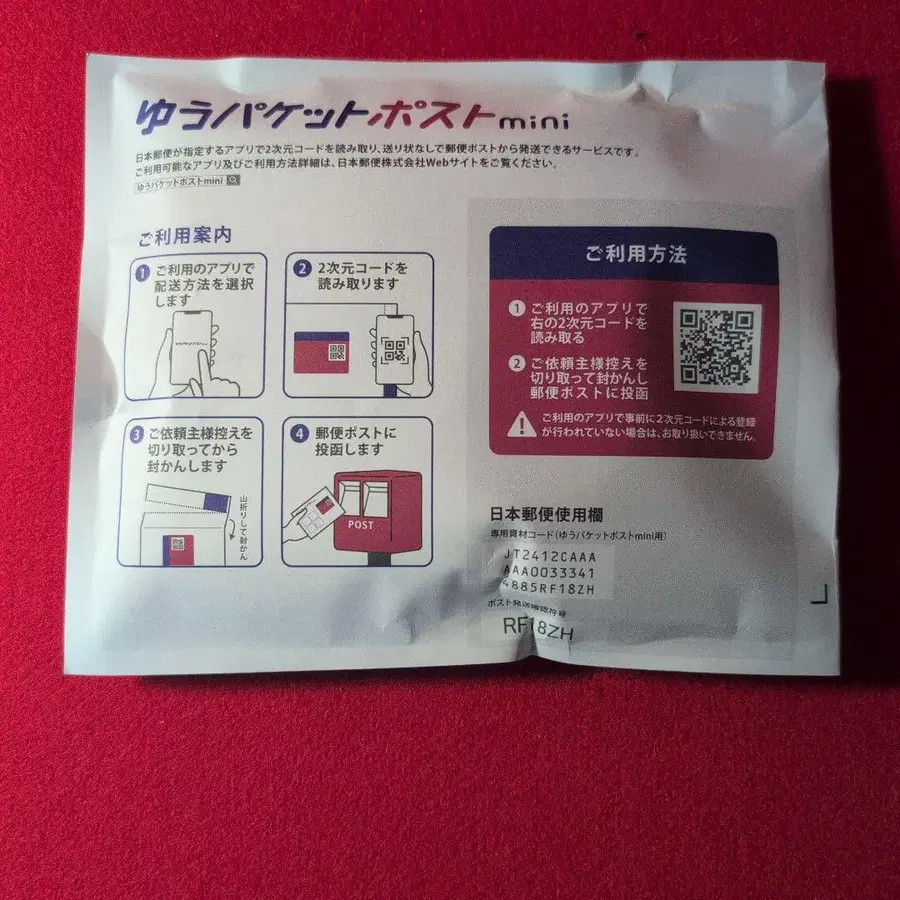 ゆうパケットポストmini
日本郵便が指定するアプリで2次元コードを読み取り、送り状なしで郵便ポストから発送できるサービスです。
ご利用可能なアプリ及びご利用方法詳細は、日本郵便株式会社Webサイトをご覧ください。
ゆうパケットポストmini
ご利用案内
1 ご利用のアプリで
配送方法を選択
します
2 2次元コードを
読み取ります
3 ご依頼主様控えを
切り取ってから
封かんします
山折りして封かん
4 郵便ポストに
投函します
POST
ご利用方法
1 ご利用のアプリで
右の2次元コードを
読み取る
2 ご依頼主様控えを
切り取って封かんし
郵便ポストに投函
ご利用のアプリで事前に2次元コードによる登録
が行われていない場合は、お取り扱いできません。
日本郵便使用欄
専用資材コード(ゆうパケットポストmini用)
JT2412CAAA
AAA0033341
4885RF18ZH
ポスト発送確認符号
RF18ZH